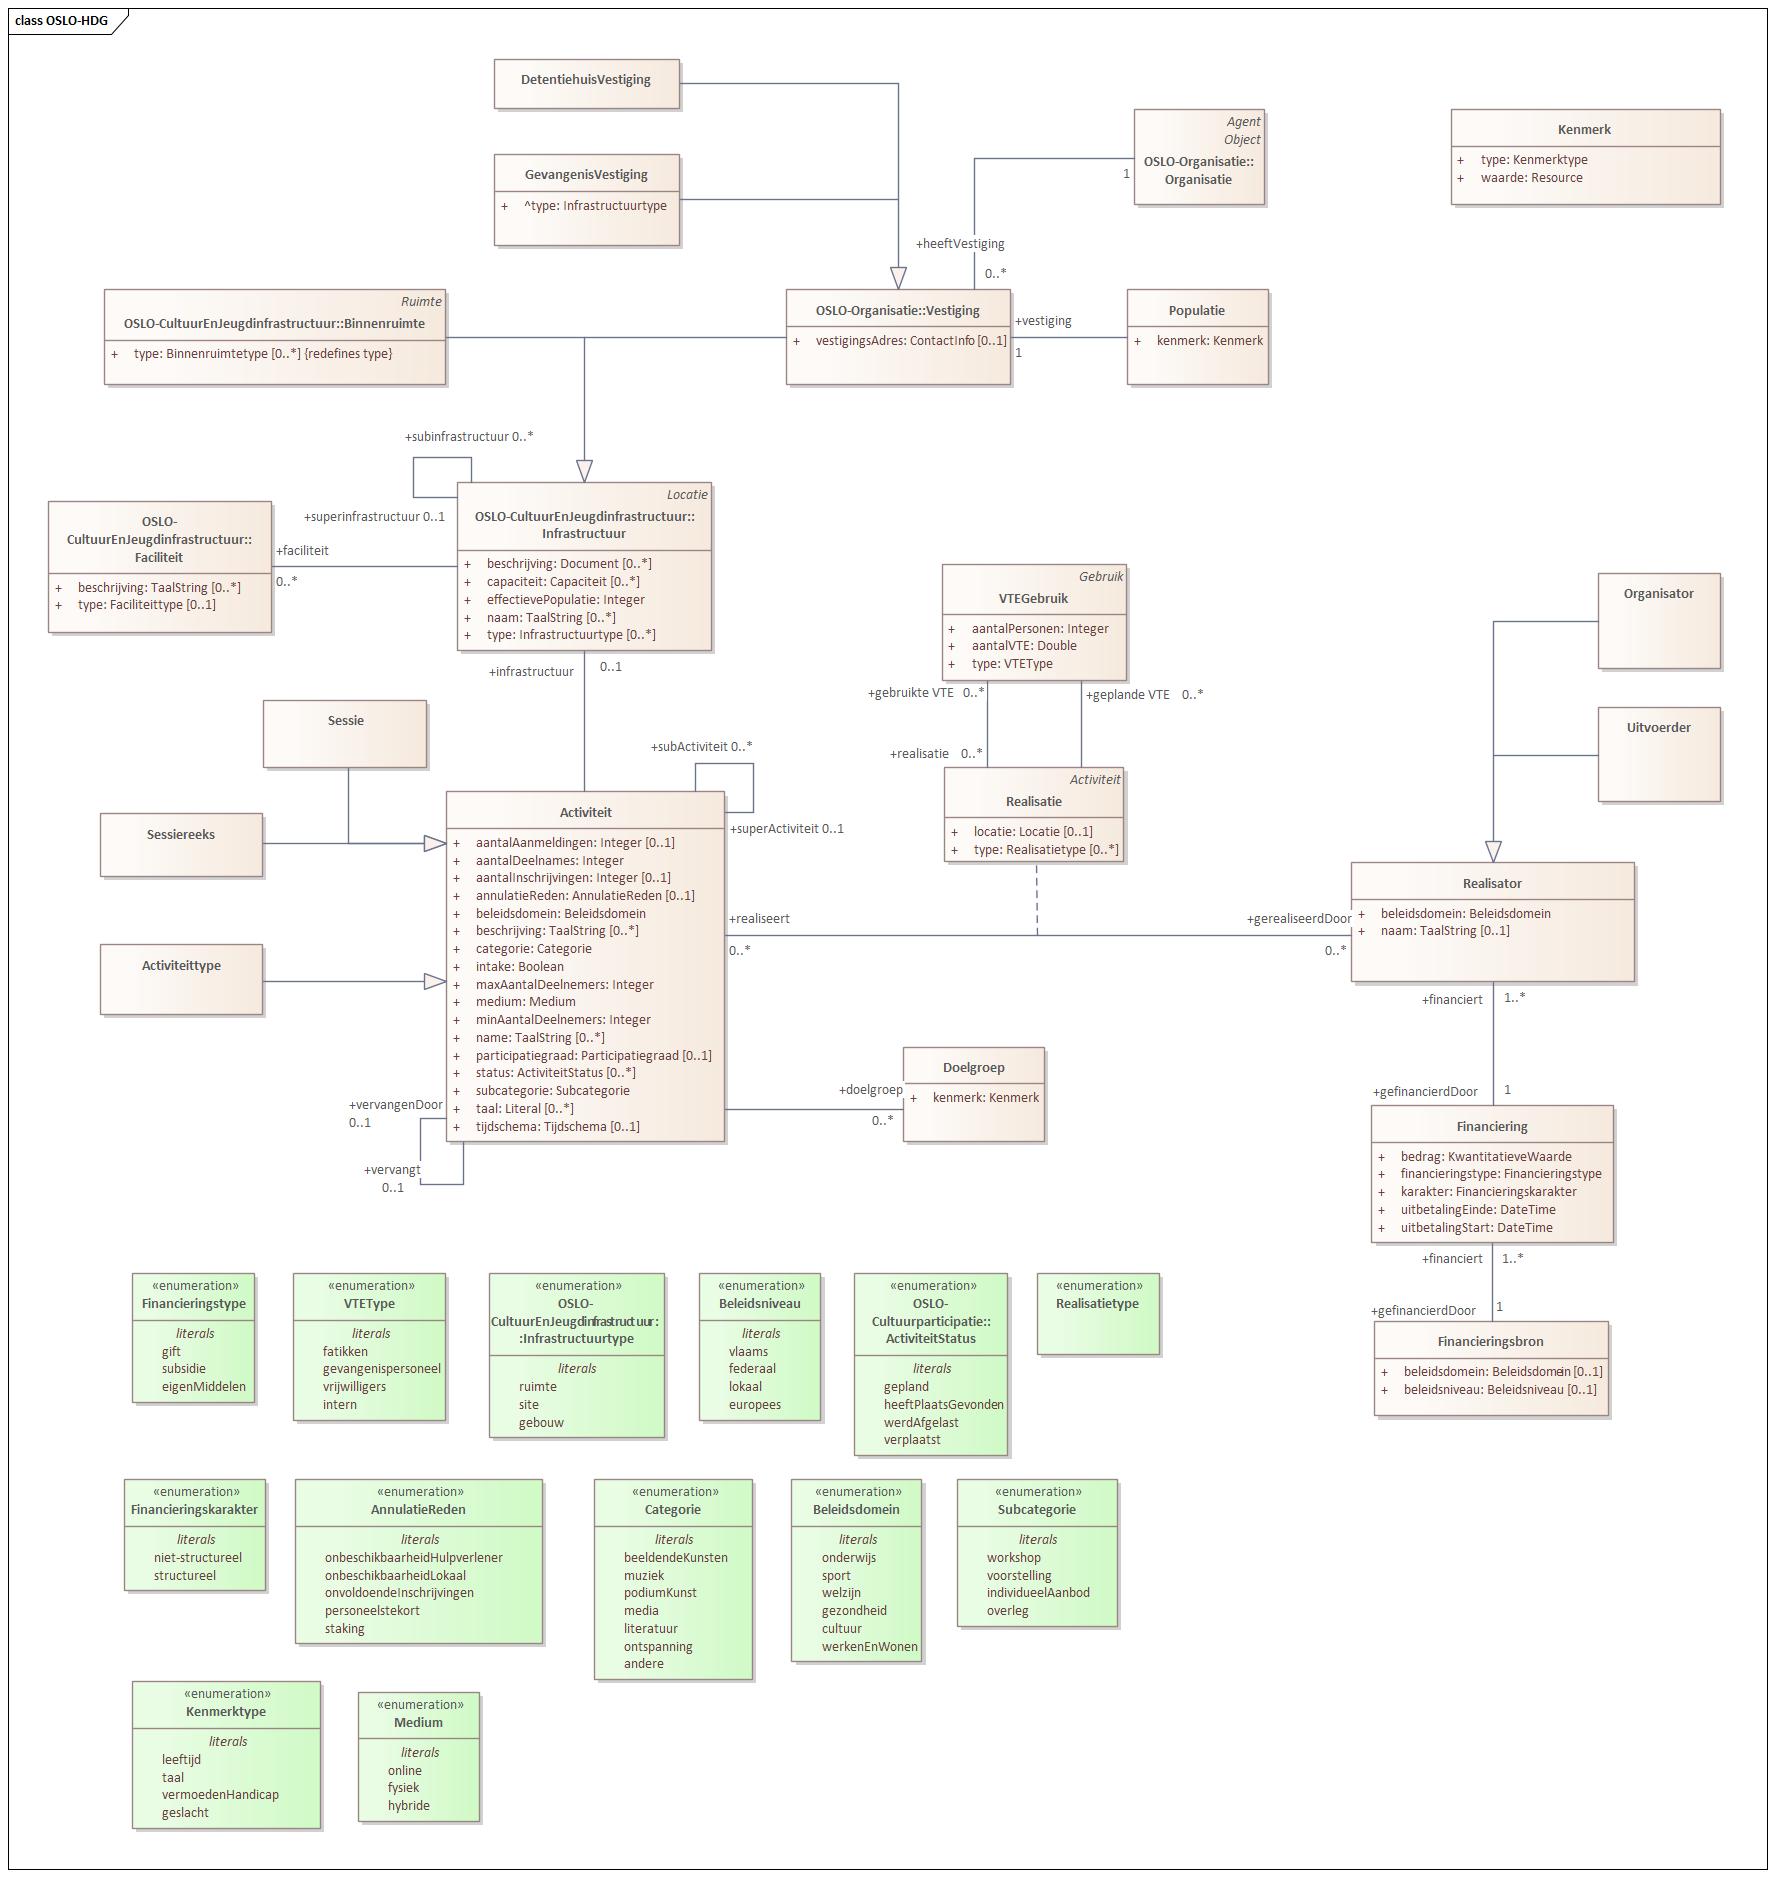 class OSLO-HDG
DetentiehuisVestiging
GevangenisVestiging
+ ^type: Infrastructuurtype
Agent
Object
OSLO-Organisatie::
Organisatie
1
+heeftVestiging
0..*
Kenmerk
+ type: Kenmerktype
+ waarde: Resource
Ruimte
OSLO-CultuurEnJeugdinfrastructuur::Binnenruimte
+ type: Binnenruimtetype [0..*] {redefines type}
OSLO-Organisatie::Vestiging
+ vestigingsAdres: ContactInfo [0..1]
+vestiging
1
Populatie
+ kenmerk: Kenmerk
+subinfrastructuur 0..*
+superinfrastructuur 0..1
OSLO-
CultuurEnJeugdinfrastructuur::
Faciliteit
+ beschrijving: TaalString [0..*]
+ type: Faciliteittype [0..1]
+faciliteit
0..*
Locatie
OSLO-CultuurEnJeugdinfrastructuur::
Infrastructuur
+ beschrijving: Document [0..*]
+ capaciteit: Capaciteit [0..*]
+ effectievePopulatie: Integer
+ naam: TaalString [0..*]
+ type: Infrastructuurtype [0..*]
+infrastructuur 0..1
Gebruik
VTEGebruik
+ aantalPersonen: Integer
+ aantalVTE: Double
+ type: VTEType
+gebruikte VTE 0..*
+geplande VTE 0..*
+realisatie 0..*
Activiteit
Realisatie
+ locatie: Locatie [0..1]
+ type: Realisatietype [0..*]
Organisator
Uitvoerder
Sessie
Sessiereeks
Activiteittype
+subActiviteit 0..*
+superActiviteit 0..1
Activiteit
+ aantalAanmeldingen: Integer [0..1]
+ aantalDeelnames: Integer
+ aantalInschrijvingen: Integer [0..1]
+ annulatieReden: AnnulatieReden [0..1]
+ beleidsdomein: Beleidsdomein
+ beschrijving: TaalString [0..*]
+ categorie: Categorie
+ intake: Boolean
+ maxAantalDeelnemers: Integer
+ medium: Medium
+ minAantalDeelnemers: Integer
+ name: TaalString [0..*]
+ participatiegraad: Participatiegraad [0..1]
+ status: ActiviteitStatus [0..*]
+ subcategorie: Subcategorie
+ taal: Literal [0..*]
+ tijdschema: Tijdschema [0..1]
+realiseert
0..*
+gerealiseerdDoor
0..*
Realisator
+ beleidsdomein: Beleidsdomein
+ naam: TaalString [0..1]
+financiert 1..*
+gefinancierdDoor 1
+doelgroep
0..*
Doelgroep
+ kenmerk: Kenmerk
+vervangenDoor
0..1
+vervangt
0..1
Financiering
+ bedrag: KwantitatieveWaarde
+ financieringstype: Financieringstype
+ karakter: Financieringskarakter
+ uitbetalingEinde: DateTime
+ uitbetalingStart: DateTime
+financiert 1..*
+gefinancierdDoor 1
Financieringsbron
+ beleidsdomein: Beleidsdomein [0..1]
+ beleidsniveau: Beleidsniveau [0..1]
«enumeration»
Financieringstype
literals
gift
subsidie
eigenMiddelen
«enumeration»
VTEType
literals
fatikken
gevangenispersoneel
vrijwilligers
intern
«enumeration»
OSLO-
CultuurEnJeugdinfrastructuur:
:Infrastructuurtype
literals
ruimte
site
gebouw
«enumeration»
Beleidsniveau
literals
vlaams
federaal
lokaal
europees
«enumeration»
OSLO-
Cultuurparticipatie::
ActiviteitStatus
literals
gepland
heeftPlaatsGevonden
werdAfgelast
verplaatst
«enumeration»
Realisatietype
«enumeration»
Financieringskarakter
literals
niet-structureel
structureel
«enumeration»
AnnulatieReden
literals
onbeschikbaarheidHulpverlener
onbeschikbaarheidLokaal
onvoldoendeInschrijvingen
personeelstekort
staking
«enumeration»
Categorie
literals
beeldendeKunsten
muziek
podiumKunst
media
literatuur
ontspanning
andere
«enumeration»
Beleidsdomein
literals
onderwijs
sport
welzijn
gezondheid
cultuur
werkenEnWonen
«enumeration»
Subcategorie
literals
workshop
voorstelling
individueelAanbod
overleg
«enumeration»
Kenmerktype
literals
leeftijd
taal
vermoedenHandicap
geslacht
«enumeration»
Medium
literals
online
fysiek
hybride